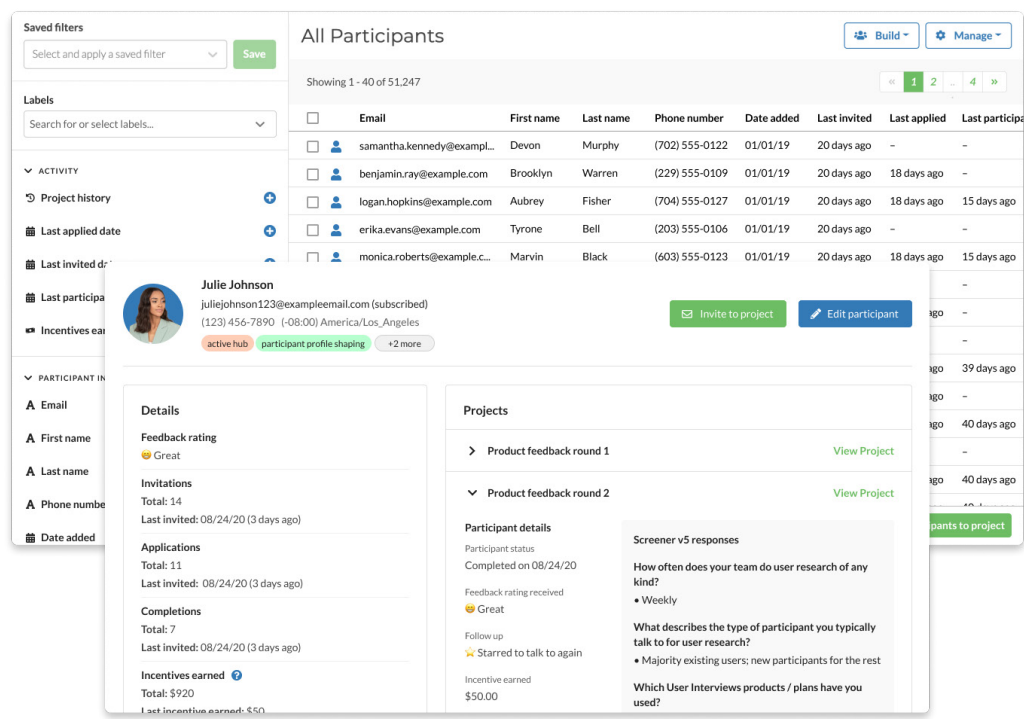 Saved filters
Select and apply a saved filter
Save
Labels
Search for or select labels...
ACTIVITY
Project history
Last applied date
Last invited
Last participa
Incentives ear
PARTICIPANT IN
Email
First name
Last name
Phone numbe
Date added
All Participants
Build
Manage
Showing 1 - 40 of 51,247
« 1 2 .. 4 »
Email First name Last name Phone number Date added Last invited Last applied Last participa
samantha.kennedy@exampl... Devon Murphy (702) 555-0122 01/01/19 20 days ago – –
benjamin.ray@example.com Brooklyn Warren (229) 555-0109 01/01/19 20 days ago 18 days ago –
logan.hopkins@example.com Aubrey Fisher (704) 555-0127 01/01/19 20 days ago 18 days ago 15 days ago
erika.evans@example.com Tyrone Bell (203) 555-0106 01/01/19 20 days ago – –
monica.roberts@example.c... Marvin Black (603) 555-0123 01/01/19 20 days ago 18 days ago 15 days ago
–
ago –
–
ago 39 days ago
ago –
ago 40 days ago
–
ago 40 days ago
pants to project
Julie Johnson
juliejohnson123@exampleemail.com (subscribed)
(123) 456-7890 (-08:00) America/Los_Angeles
active hub participant profile shaping +2 more
Invite to project
Edit participant
Details
Feedback rating
Great
Invitations
Total: 14
Last invited: 08/24/20 (3 days ago)
Applications
Total: 11
Last invited: 08/24/20 (3 days ago)
Completions
Total: 7
Last invited: 08/24/20 (3 days ago)
Incentives earned ?
Total: $920
Last incentive earned: $50
Projects
Product feedback round 1 View Project
Product feedback round 2 View Project
Participant details
Participant status
Completed on 08/24/20
Feedback rating received
Great
Follow up
Starred to talk to again
Incentive earned
$50.00
Screener v5 responses
How often does your team do user research of any
kind?
• Weekly
What describes the type of participant you typically
talk to for user research?
• Majority existing users; new participants for the rest
Which User Interviews products / plans have you
used?